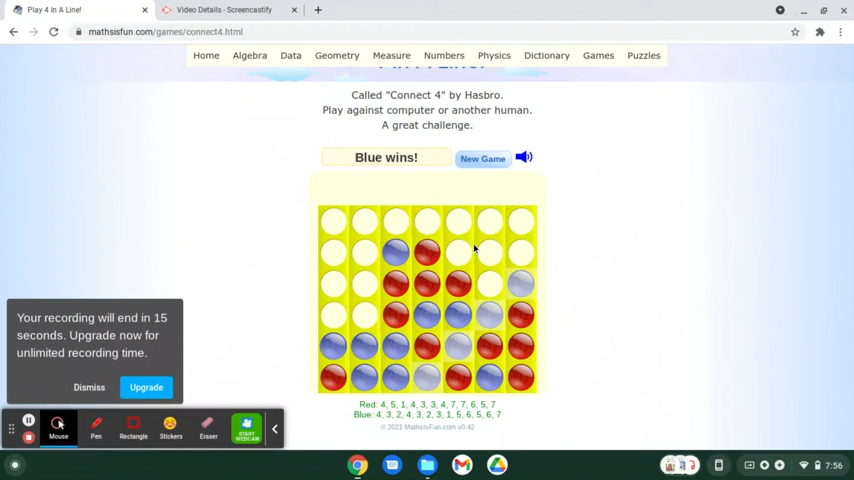 Play 4 In A Line!
Video Details - Screencastify
mathsisfun.com/games/connect4.html
Home Algebra Data Geometry Measure Numbers Physics Dictionary Games Puzzles
Called "Connect 4" by Hasbro.
Play against computer or another human.
A great challenge.
Blue wins!
New Game
Your recording will end in 15
seconds. Upgrade now for
unlimited recording time.
Dismiss
Upgrade
Red: 4, 5, 1, 4, 3, 3, 4, 7, 7, 6, 5, 7
Blue: 4, 3, 2, 4, 3, 2, 3, 1, 5, 6, 5, 6, 7
© 2021 MathsIsFun.com v0.42
Mouse
Pen
Rectangle
Stickers
Eraser
START
WEBCAM
7:56